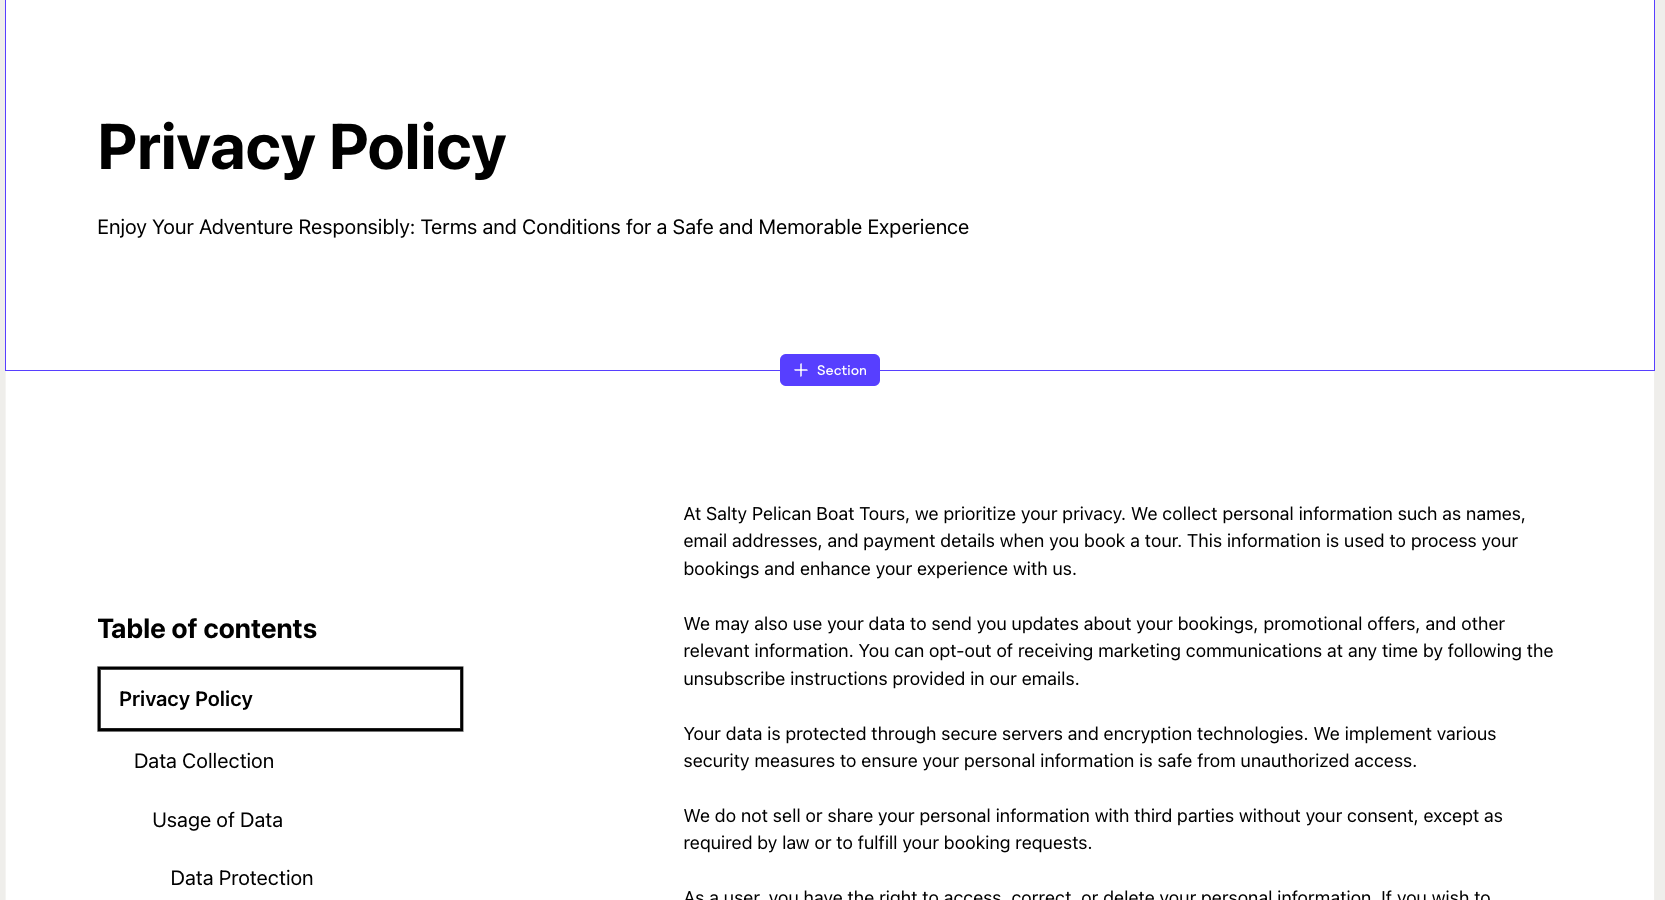 Privacy Policy
Enjoy Your Adventure Responsibly: Terms and Conditions for a Safe and Memorable Experience
Section
Table of contents
Privacy Policy
Data Collection
Usage of Data
Data Protection
At Salty Pelican Boat Tours, we prioritize your privacy. We collect personal information such as names,
email addresses, and payment details when you book a tour. This information is used to process your
bookings and enhance your experience with us.
We may also use your data to send you updates about your bookings, promotional offers, and other
relevant information. You can opt-out of receiving marketing communications at any time by following the
unsubscribe instructions provided in our emails.
Your data is protected through secure servers and encryption technologies. We implement various
security measures to ensure your personal information is safe from unauthorized access.
We do not sell or share your personal information with third parties without your consent, except as
required by law or to fulfill your booking requests.
As a user, you have the right to access, correct, or delete your personal information. If you wish to